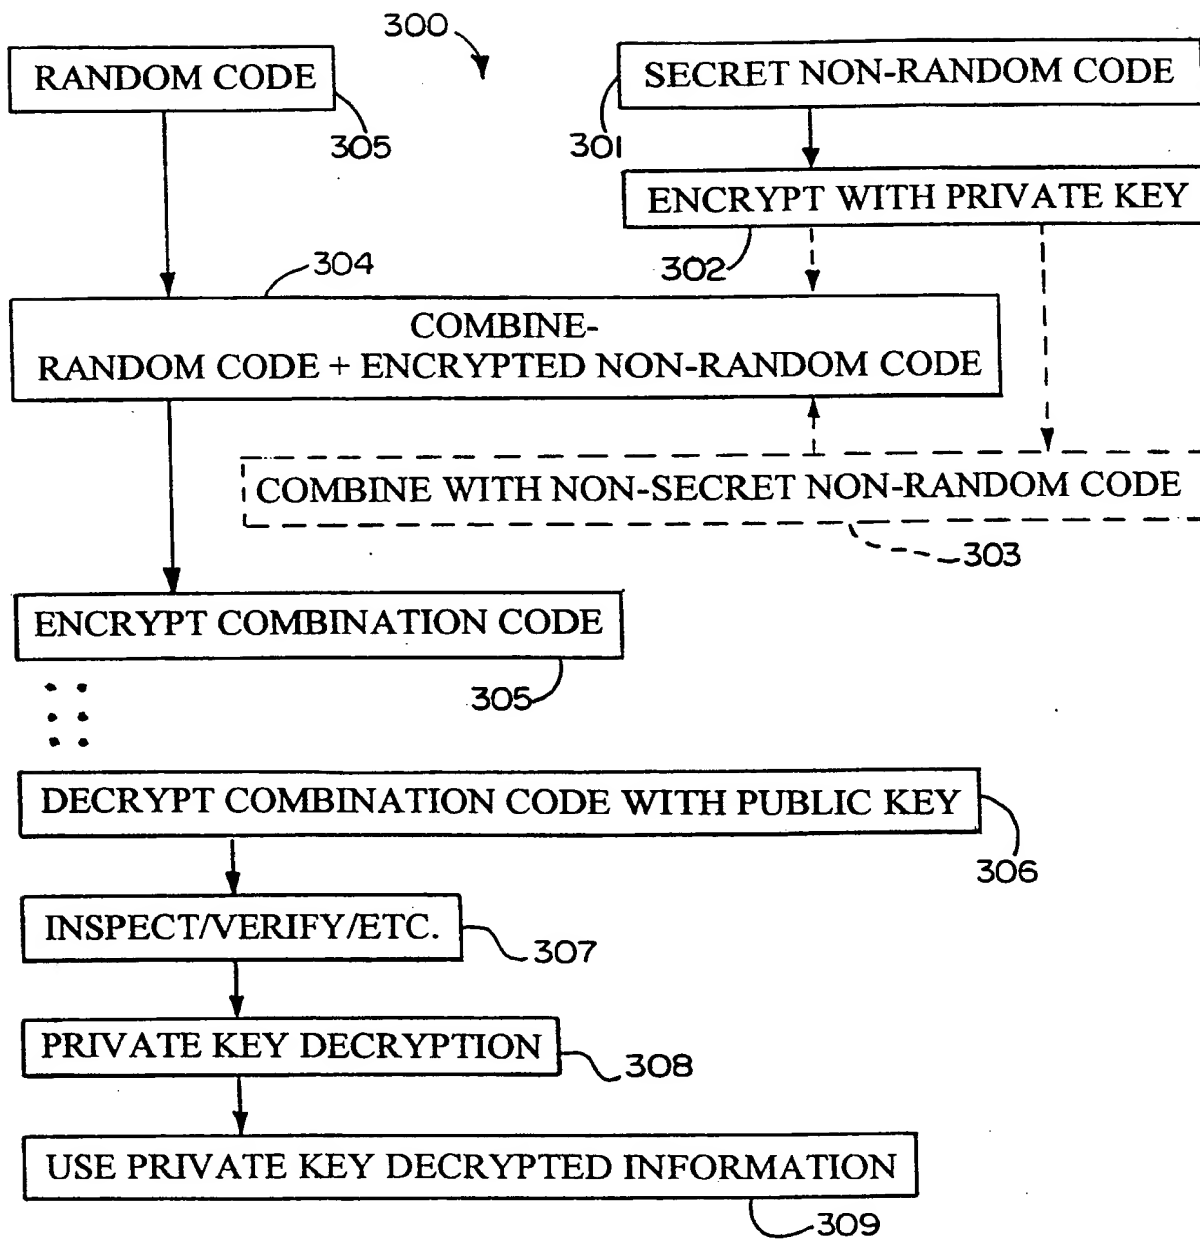 300
RANDOM CODE
305
SECRET NON-RANDOM CODE
301
ENCRYPT WITH PRIVATE KEY
302
304
COMBINE-
RANDOM CODE + ENCRYPTED NON-RANDOM CODE
COMBINE WITH NON-SECRET NON-RANDOM CODE
303
ENCRYPT COMBINATION CODE
305
DECRYPT COMBINATION CODE WITH PUBLIC KEY
306
INSPECT/VERIFY/ETC.
307
PRIVATE KEY DECRYPTION
308
USE PRIVATE KEY DECRYPTED INFORMATION
309